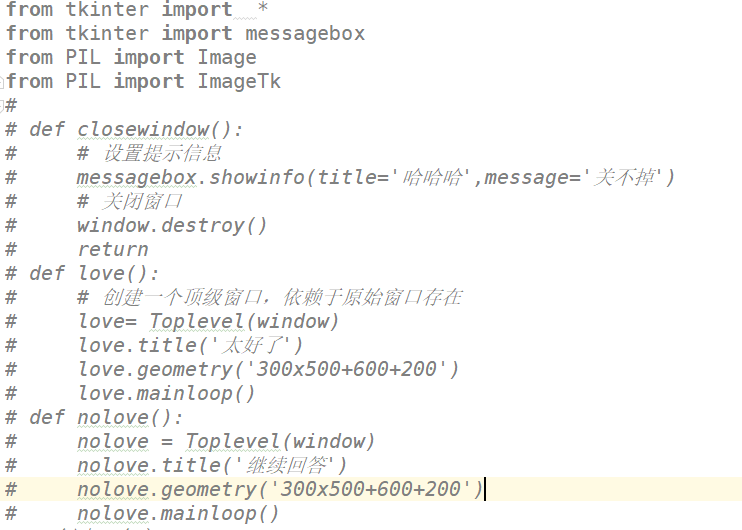 from tkinter import  *
from tkinter import messagebox
from PIL import Image
from PIL import ImageTk
#
# def closewindow():
#     # 设置提示信息
#     messagebox.showinfo(title='哈哈哈',message='关不掉')
#     # 关闭窗口
#     window.destroy()
#     return
# def love():
#     # 创建一个顶级窗口，依赖于原始窗口存在
#     love= Toplevel(window)
#     love.title('太好了')
#     love.geometry('300x500+600+200')
#     love.mainloop()
# def nolove():
#     nolove = Toplevel(window)
#     nolove.title('继续回答')
#     nolove.geometry('300x500+600+200')
#     nolove.mainloop()